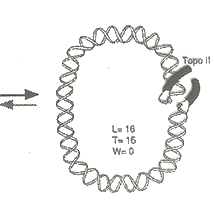 Topo II
L= 16
T= 16
W= 0